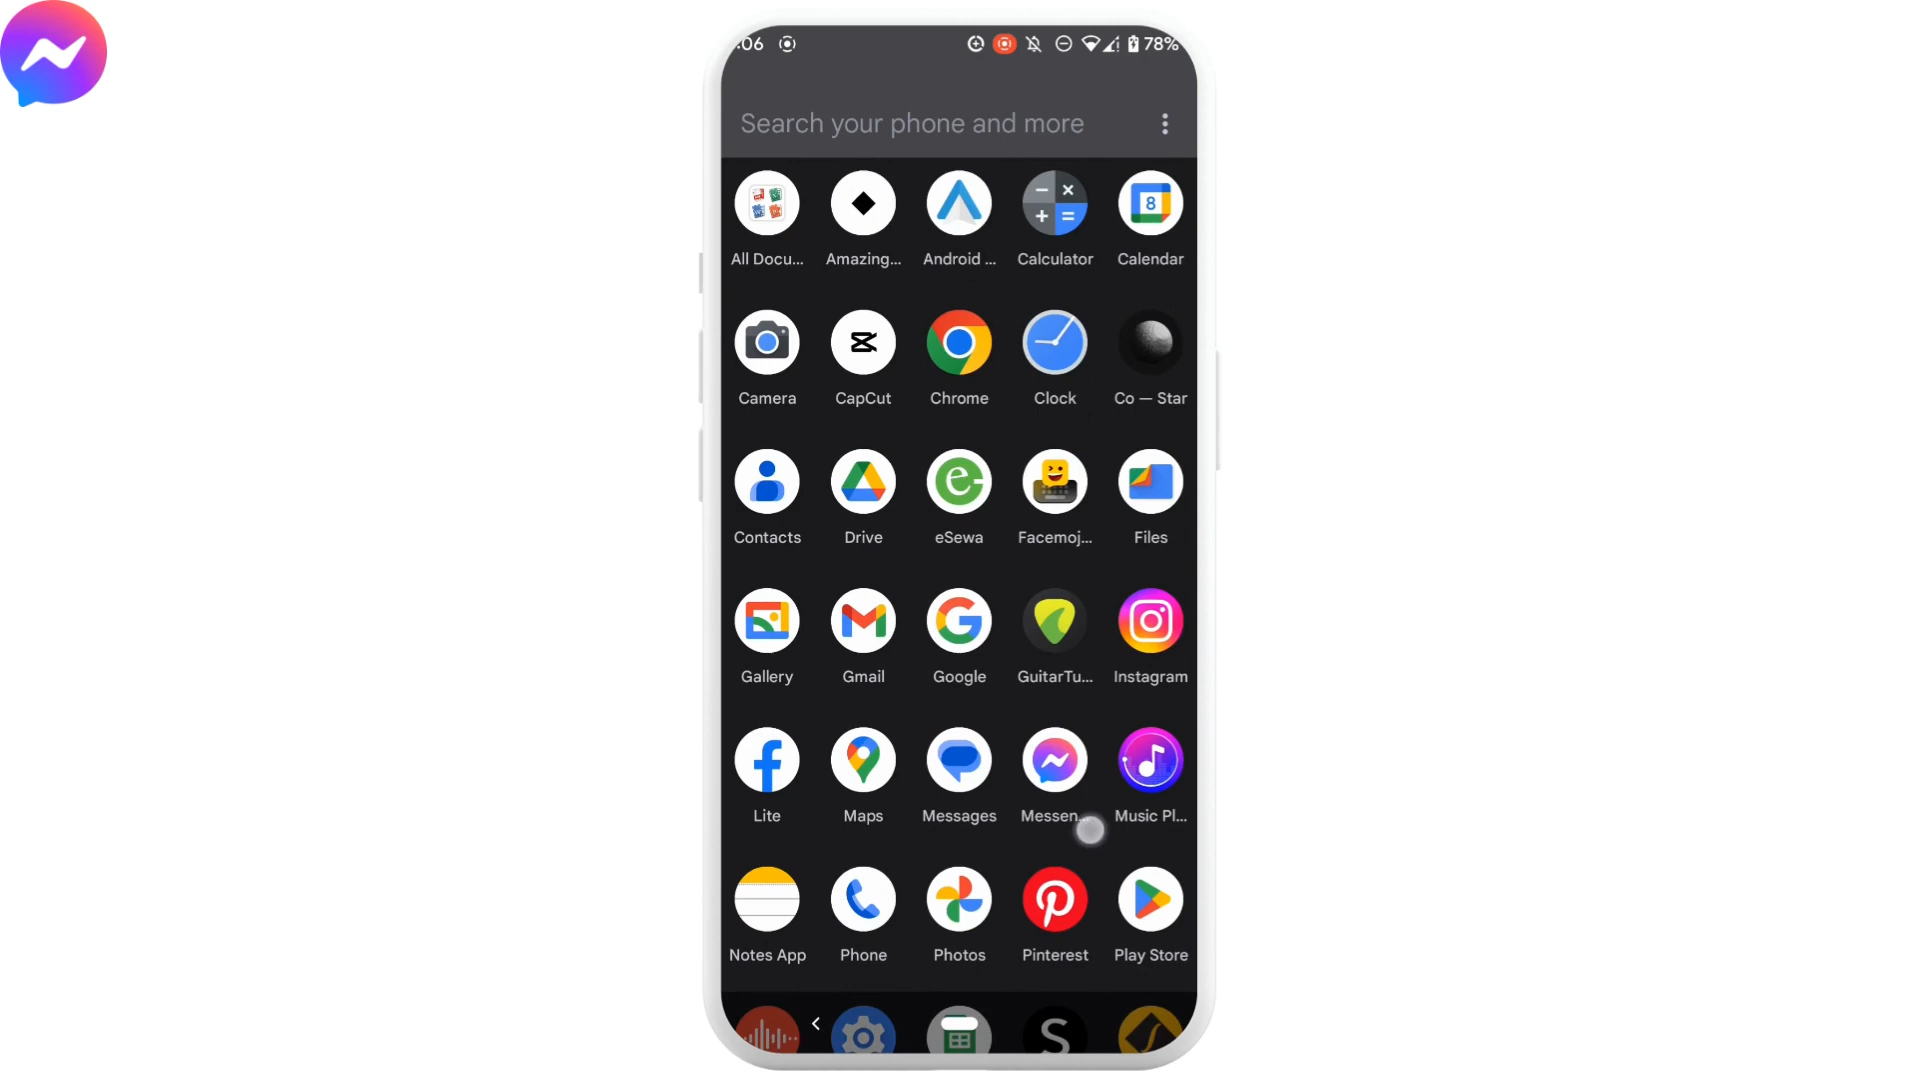 :06 78%
Search your phone and more
8
All Docu... Amazing... Android ... Calculator Calendar
Camera CapCut Chrome Clock Co — Star
Contacts Drive eSewa Facemoj... Files
Gallery Gmail Google GuitarTu... Instagram
Lite Maps Messages Messen... Music Pl...
Notes App Phone Photos Pinterest Play Store